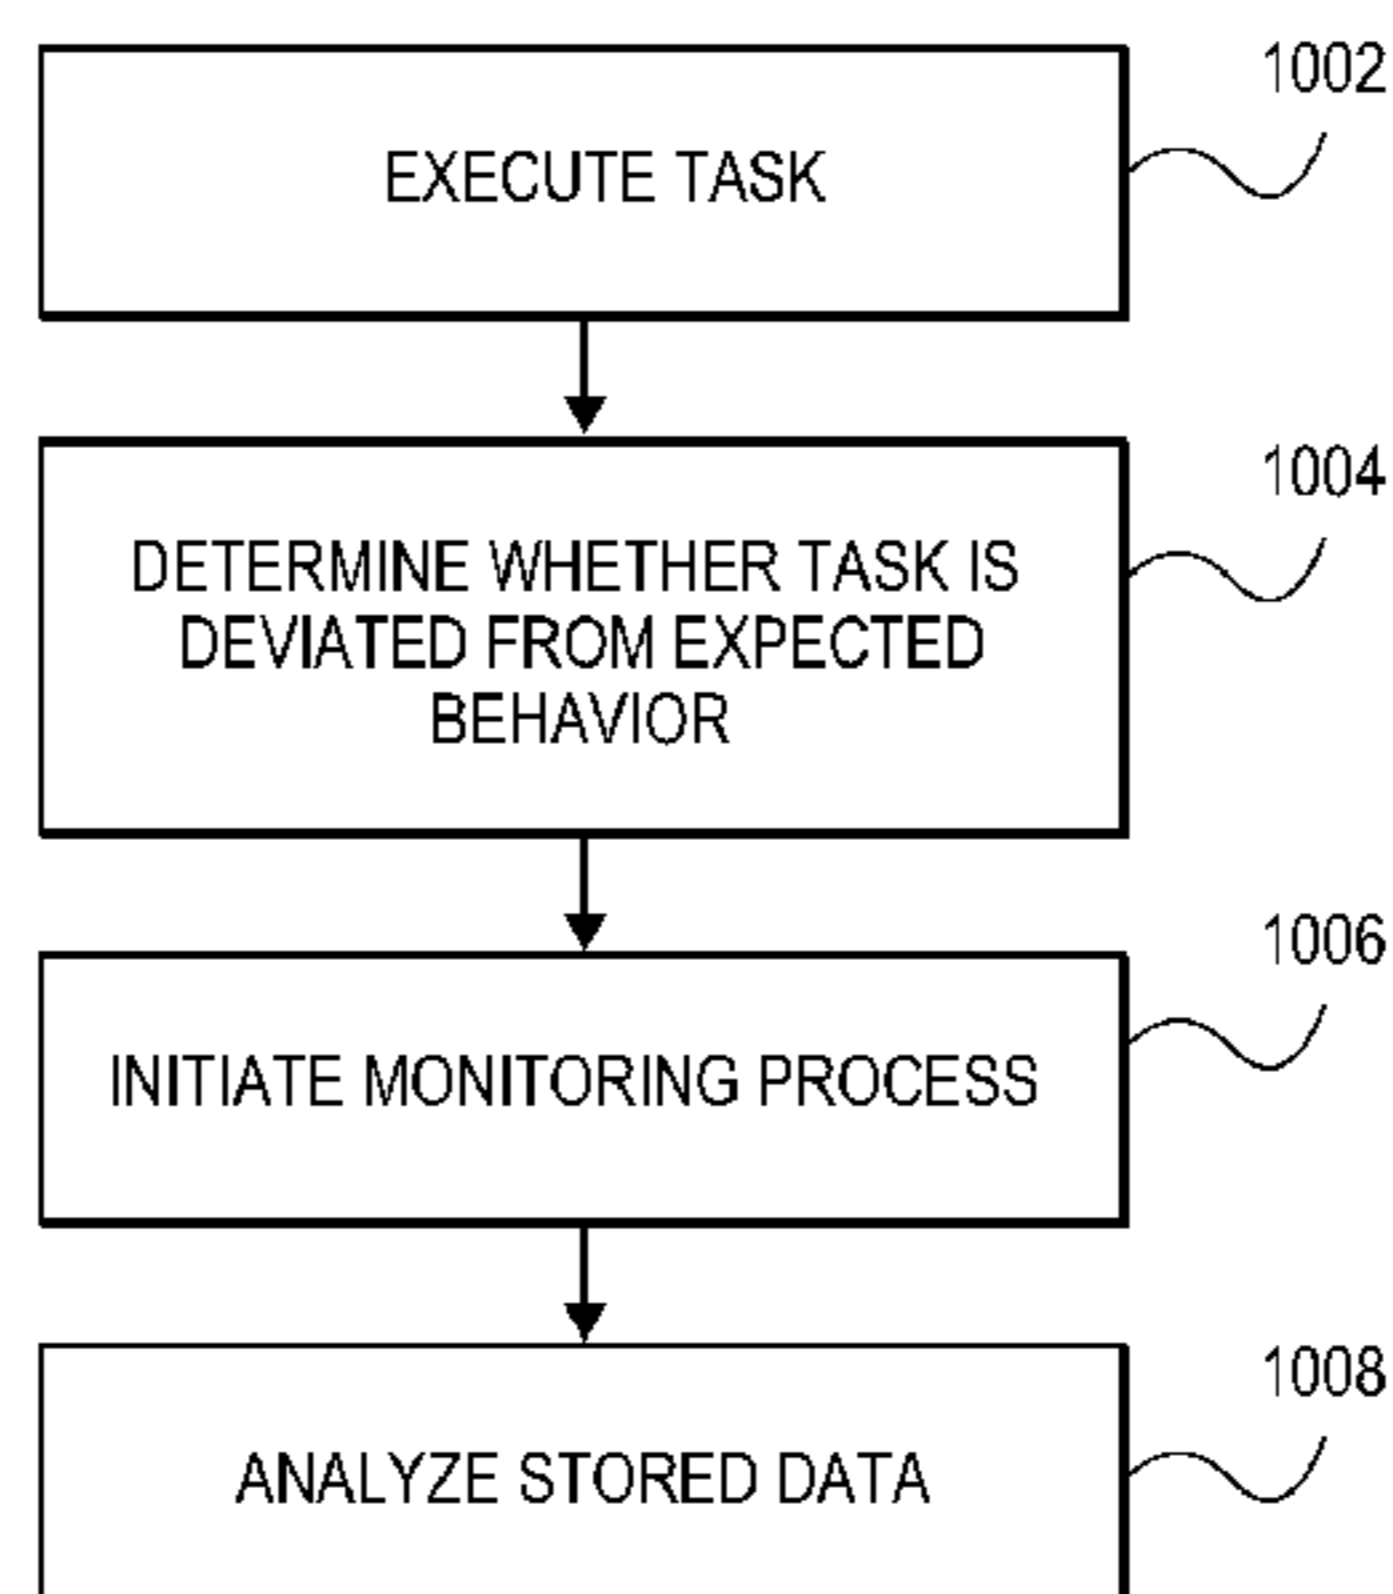 1002
EXECUTE TASK
1004
DETERMINE WHETHER TASK IS
DEVIATED FROM EXPECTED
BEHAVIOR
1006
INITIATE MONITORING PROCESS
1008
ANALYZE STORED DATA